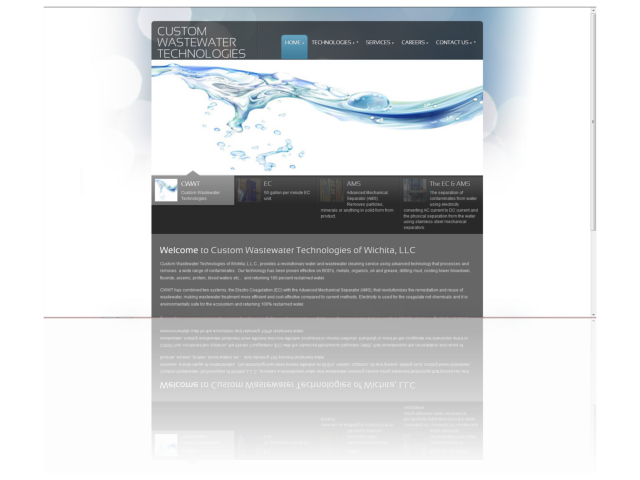 CUSTOM
WASTEWATER
TECHNOLOGIES
HOME TECHNOLOGIES SERVICES CAREERS CONTACT US
CWWT
Custom Wastewater
Technologies
EC
50 gallon per minute EC
unit
AMS
Advanced Mechanical
Separator (AMS)
Removes particles,
minerals or anything in solid form from
product.
The EC & AMS
The separation of
contaminates from water
using electricity
converting AC current to DC current and
the physical separation from the water
using stainless steel mechanical
separation.
Welcome to Custom Wastewater Technologies of Wichita, LLC
Custom Wastewater Technologies of Wichita, L.L.C., provides a revolutionary water and wastewater cleaning service using advanced technology that processes and
removes a wide range of contaminates. Our technology has been proven effective on metals, organics, oil and grease, drilling mud, cooling tower blowdown,
fluoride, arsenic, protein, blood waters etc... and returning 100 percent reclaimed water.
CWWT has combined two systems, the Electro Coagulation (EC) with the Advanced Mechanical Separator (AMS), that revolutionizes the remediation and reuse of
wastewater, making wastewater treatment more efficient and cost effective compared to current methods. Electricity is used for the coagulate not chemicals and it is
environmentally safe for the ecosystem and returning 100% reclaimed water.